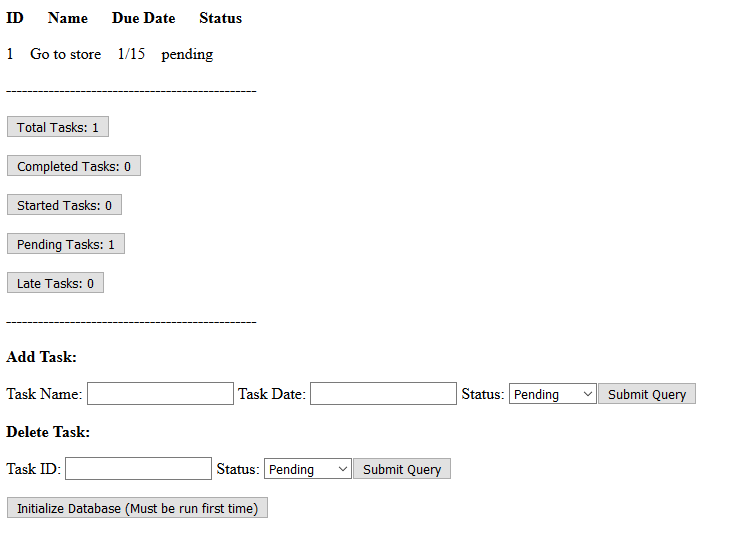 ID Name Due Date Status
1 Go to store 1/15 pending
-----------------------------------------------
Total Tasks: 1
Completed Tasks: 0
Started Tasks: 0
Pending Tasks: 1
Late Tasks: 0
-----------------------------------------------
Add Task:
Task Name: Task Date: Status: Pending Submit Query
Delete Task:
Task ID: Status: Pending Submit Query
Initialize Database (Must be run first time)